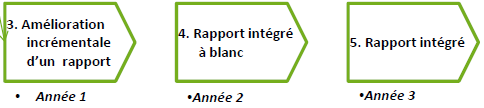 3. Amélioration
incrémentale
d'un rapport
4. Rapport intégré
à blanc
5. Rapport intégré
• Année 1
•Année 2
•Année 3